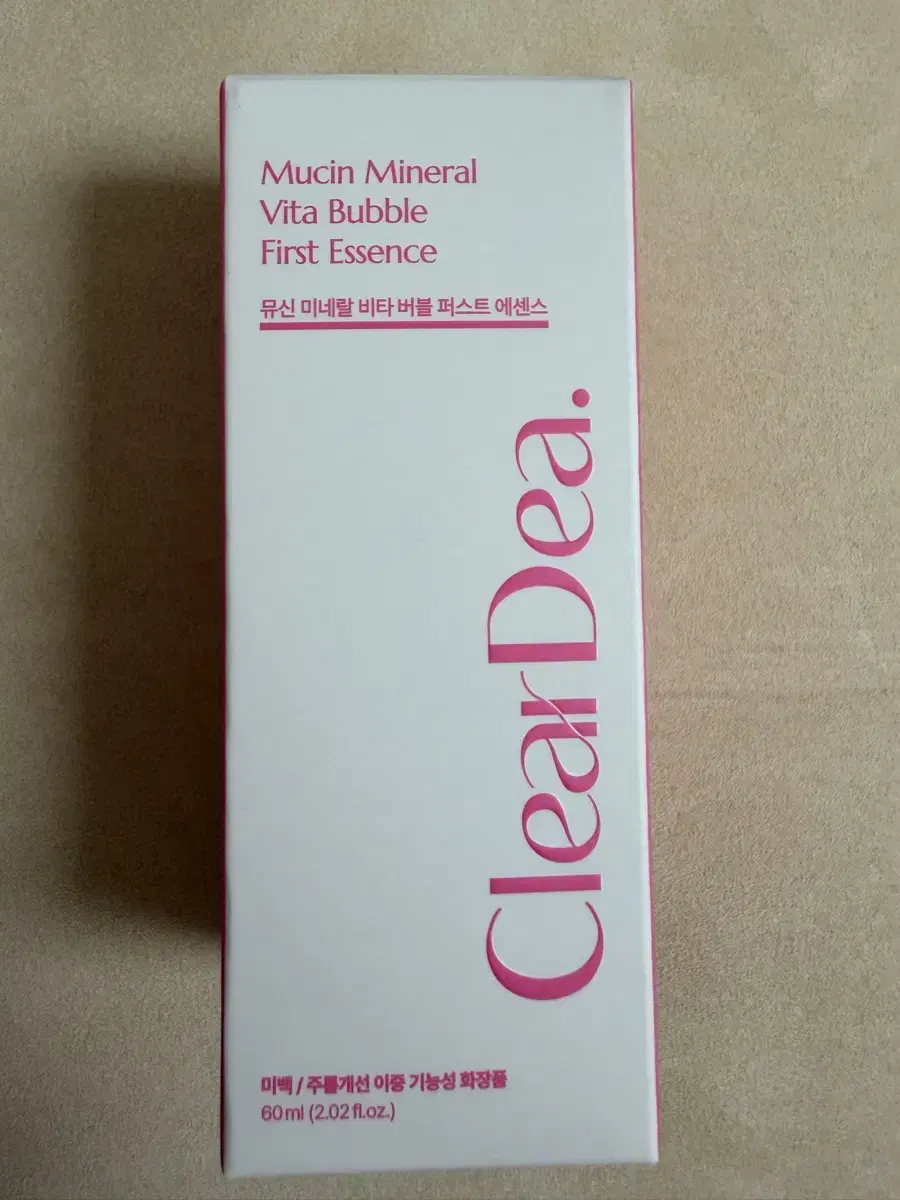 Mucin Mineral
Vita Bubble
First Essence
뮤신 미네랄 비타 버블 퍼스트 에센스
ClearDea.
미백 / 주름개선 이중 기능성 화장품
60ml (2.02fl.oz.)